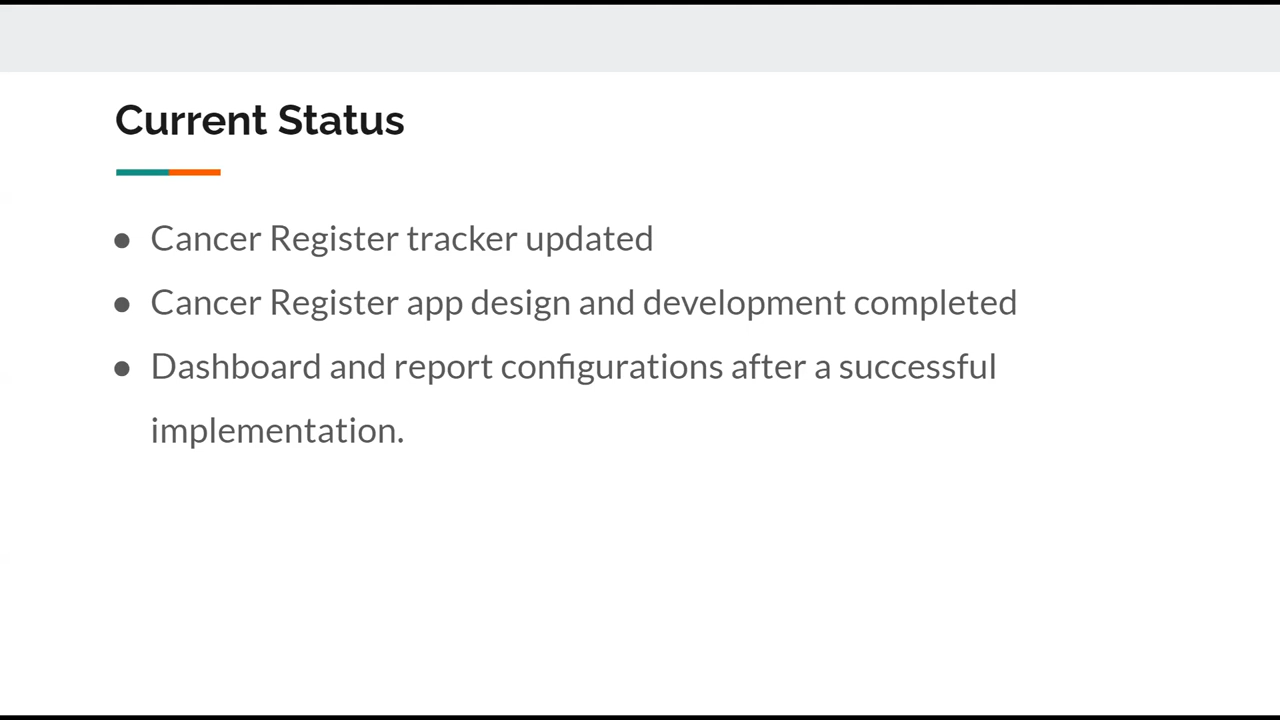 Current Status
● Cancer Register tracker updated
● Cancer Register app design and development completed
● Dashboard and report configurations after a successful
implementation.